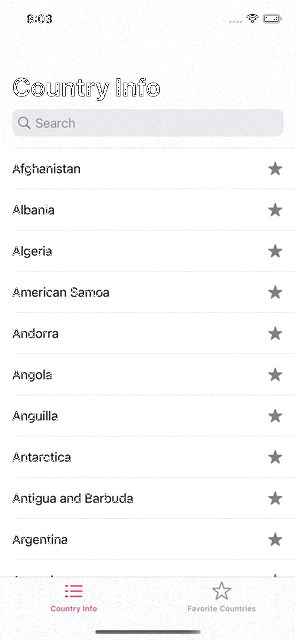 8:03
Country Info
Search
Afghanistan
Albania
Algeria
American Samoa
Andorra
Angola
Anguilla
Antarctica
Antigua and Barbuda
Argentina
Country Info
Favorite Countries